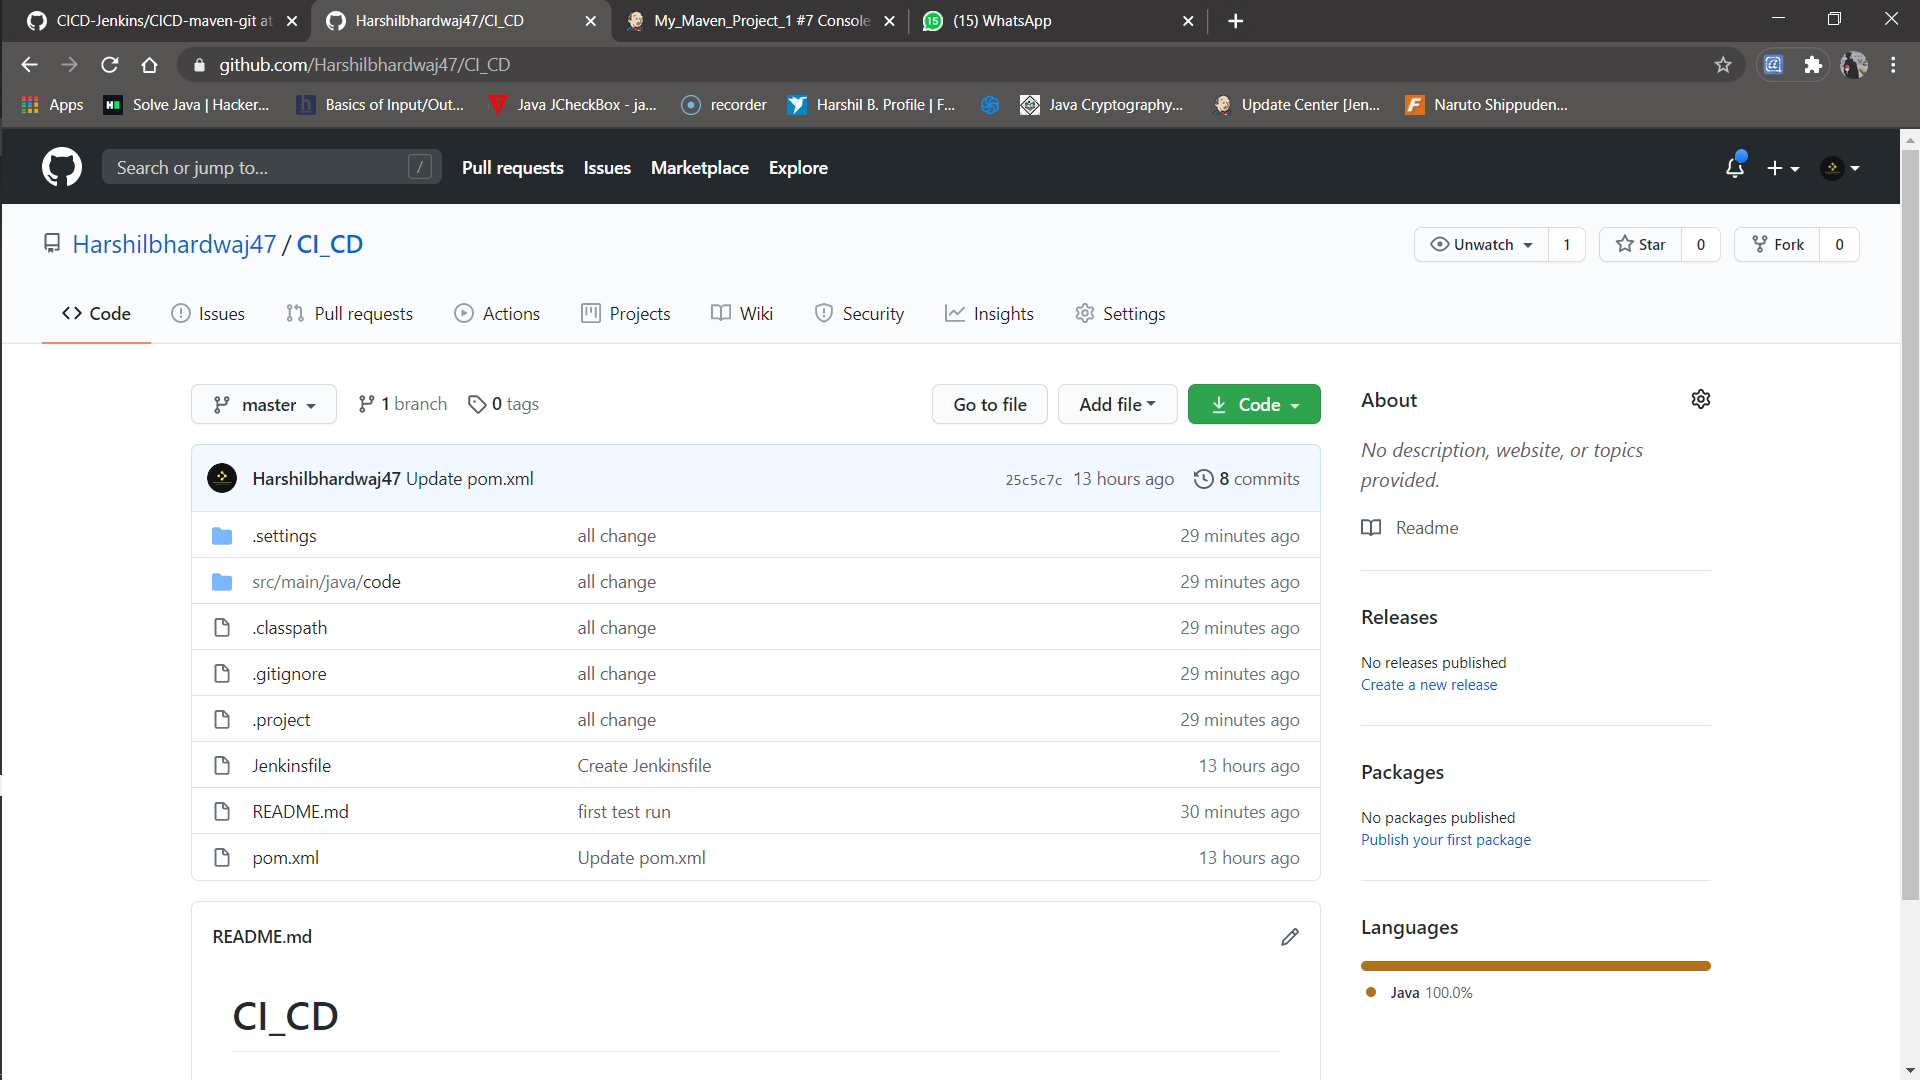 CICD-Jenkins/CICD-maven-git at
Harshilbhardwaj47/CI_CD
My_Maven_Project_1 #7 Console
15 (15) WhatsApp
github.com/Harshilbhardwaj47/CI_CD
Apps
Solve Java | Hacker...
Basics of Input/Out...
Java JCheckBox - ja...
recorder
Harshil B. Profile | F...
Java Cryptography...
Update Center [Jen...
Naruto Shippuden...
Search or jump to... /
Pull requests Issues Marketplace Explore
Harshilbhardwaj47 / CI_CD
Unwatch 1 Star 0 Fork 0
Code Issues Pull requests Actions Projects Wiki Security Insights Settings
master 1 branch 0 tags Go to file Add file Code
Harshilbhardwaj47 Update pom.xml 25c5c7c 13 hours ago 8 commits
.settings all change 29 minutes ago
src/main/java/code all change 29 minutes ago
.classpath all change 29 minutes ago
.gitignore all change 29 minutes ago
.project all change 29 minutes ago
Jenkinsfile Create Jenkinsfile 13 hours ago
README.md first test run 30 minutes ago
pom.xml Update pom.xml 13 hours ago
README.md
CI_CD
About
No description, website, or topics
provided.
Readme
Releases
No releases published
Create a new release
Packages
No packages published
Publish your first package
Languages
Java 100.0%